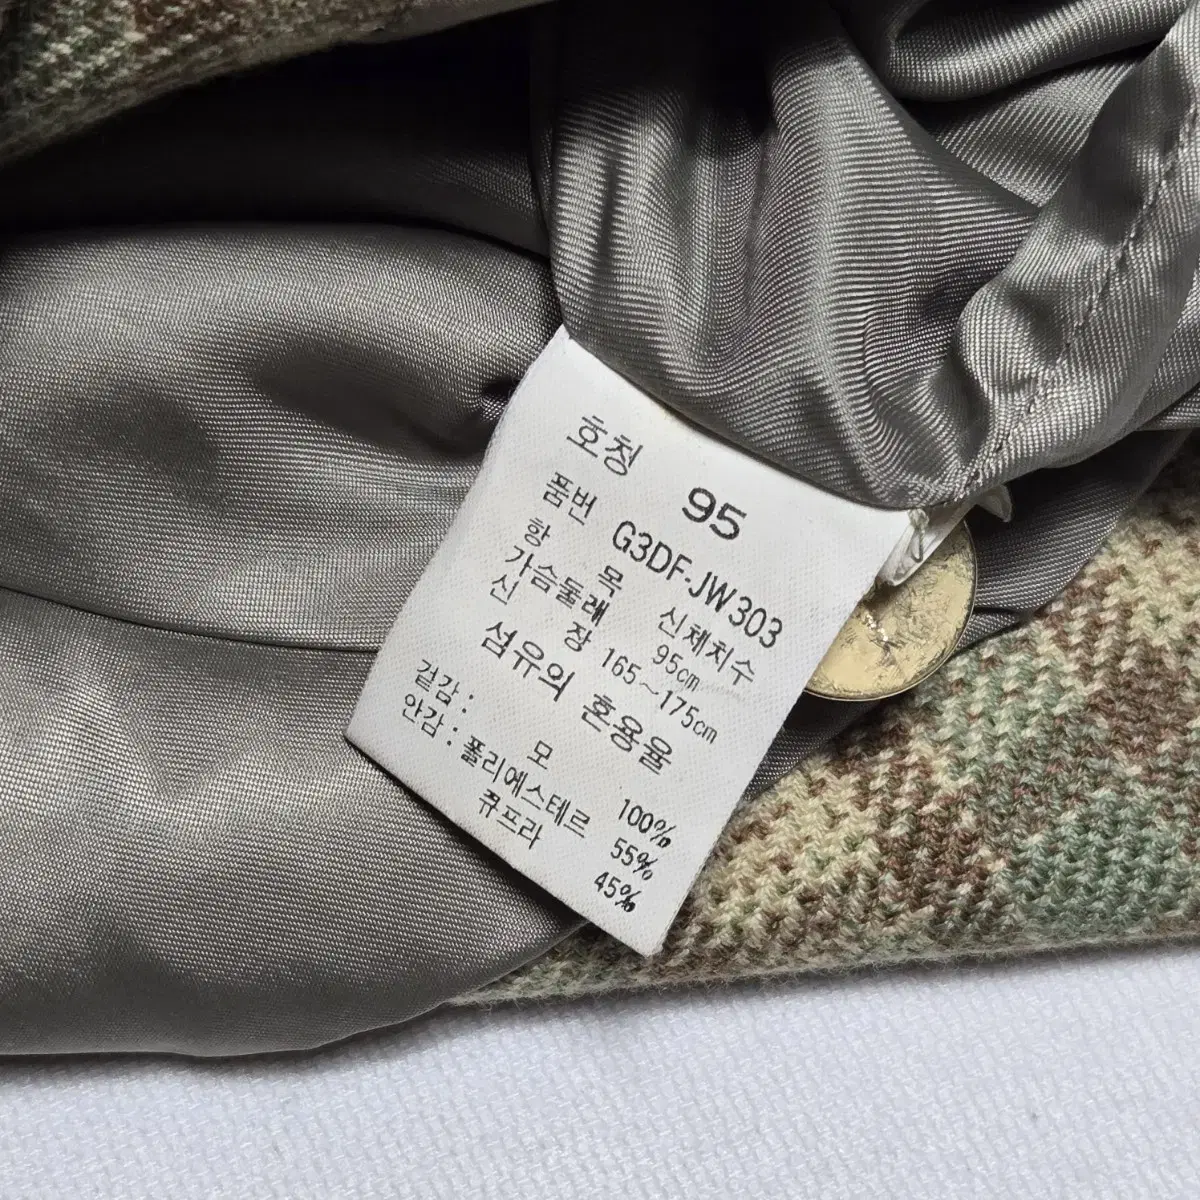 호칭 95
품번 G3DF-JW303
항 목 신체치수
가슴둘레 95cm
신 장 165~175cm
섬유의 혼용율
겉감: 모 100%
안감: 폴리에스테르 55%
큐프라 45%